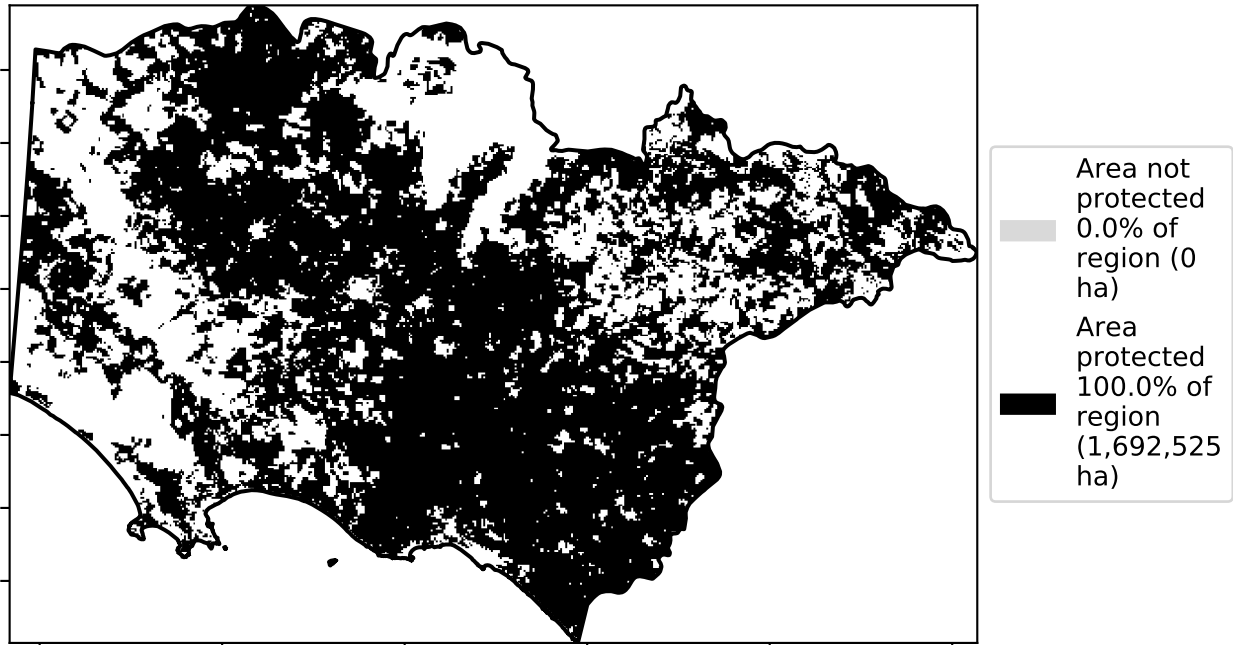 Area not
protected
0.0% of
region (0
ha)
Area
protected
100.0% of
region
(1,692,525
ha)